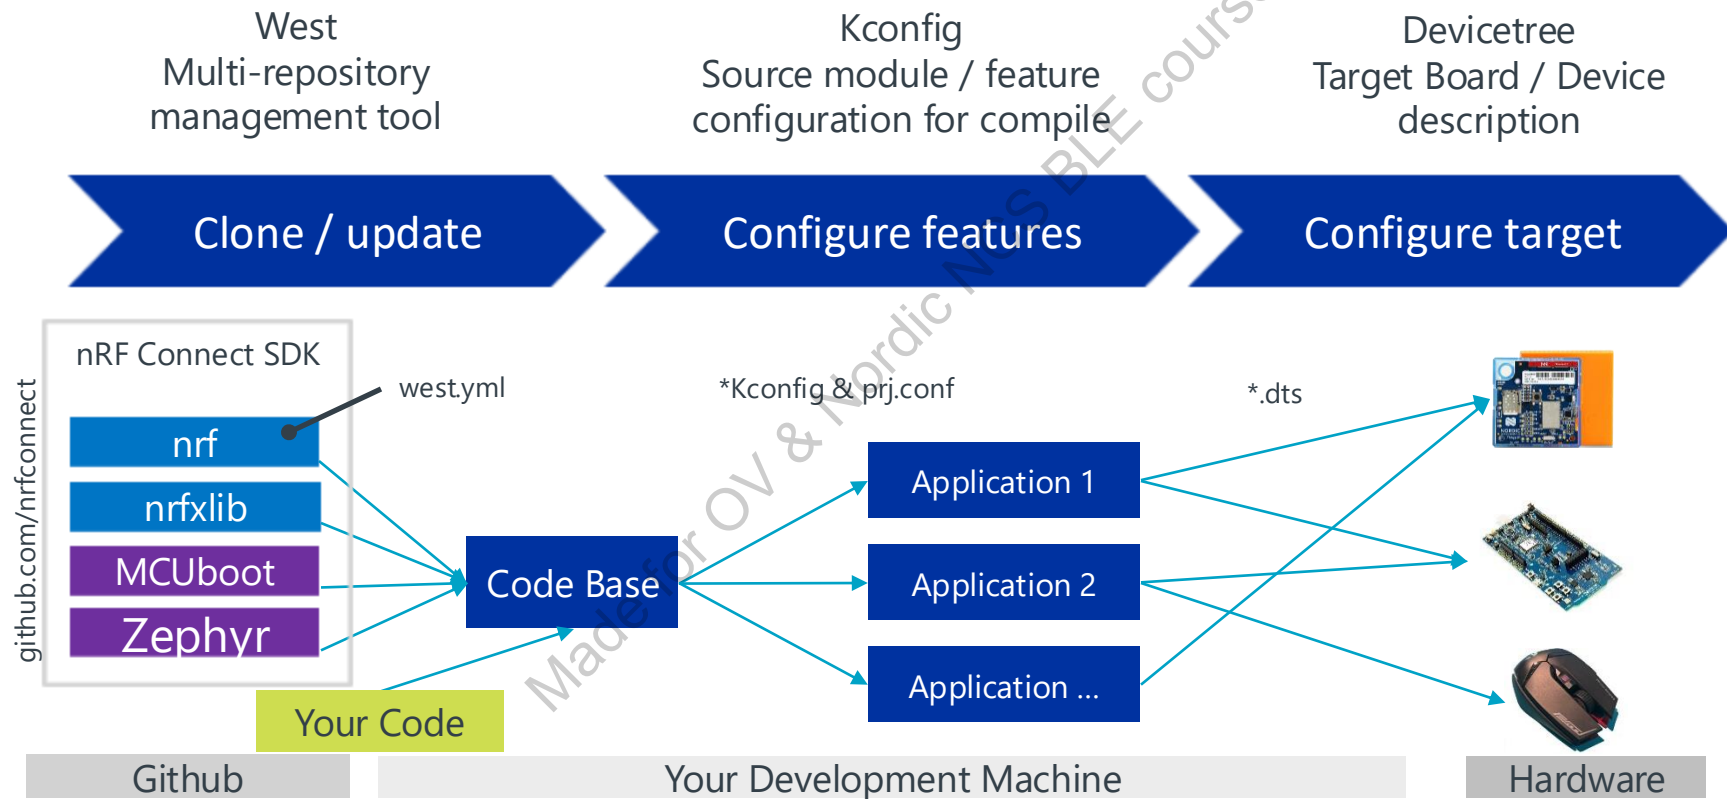 West
Multi-repository
management tool
Kconfig
Source module / feature
configuration for compile
Devicetree
Target Board / Device
description
Clone / update
Configure features
Configure target
nRF Connect SDK
github.com/nrfconnect
west.yml
*Kconfig & prj.conf
*.dts
nrf
nrfxlib
MCUboot
Zephyr
Code Base
Your Code
Application 1
Application 2
Application ...
Made for OV & Nordic NCS BLE course
Github
Your Development Machine
Hardware